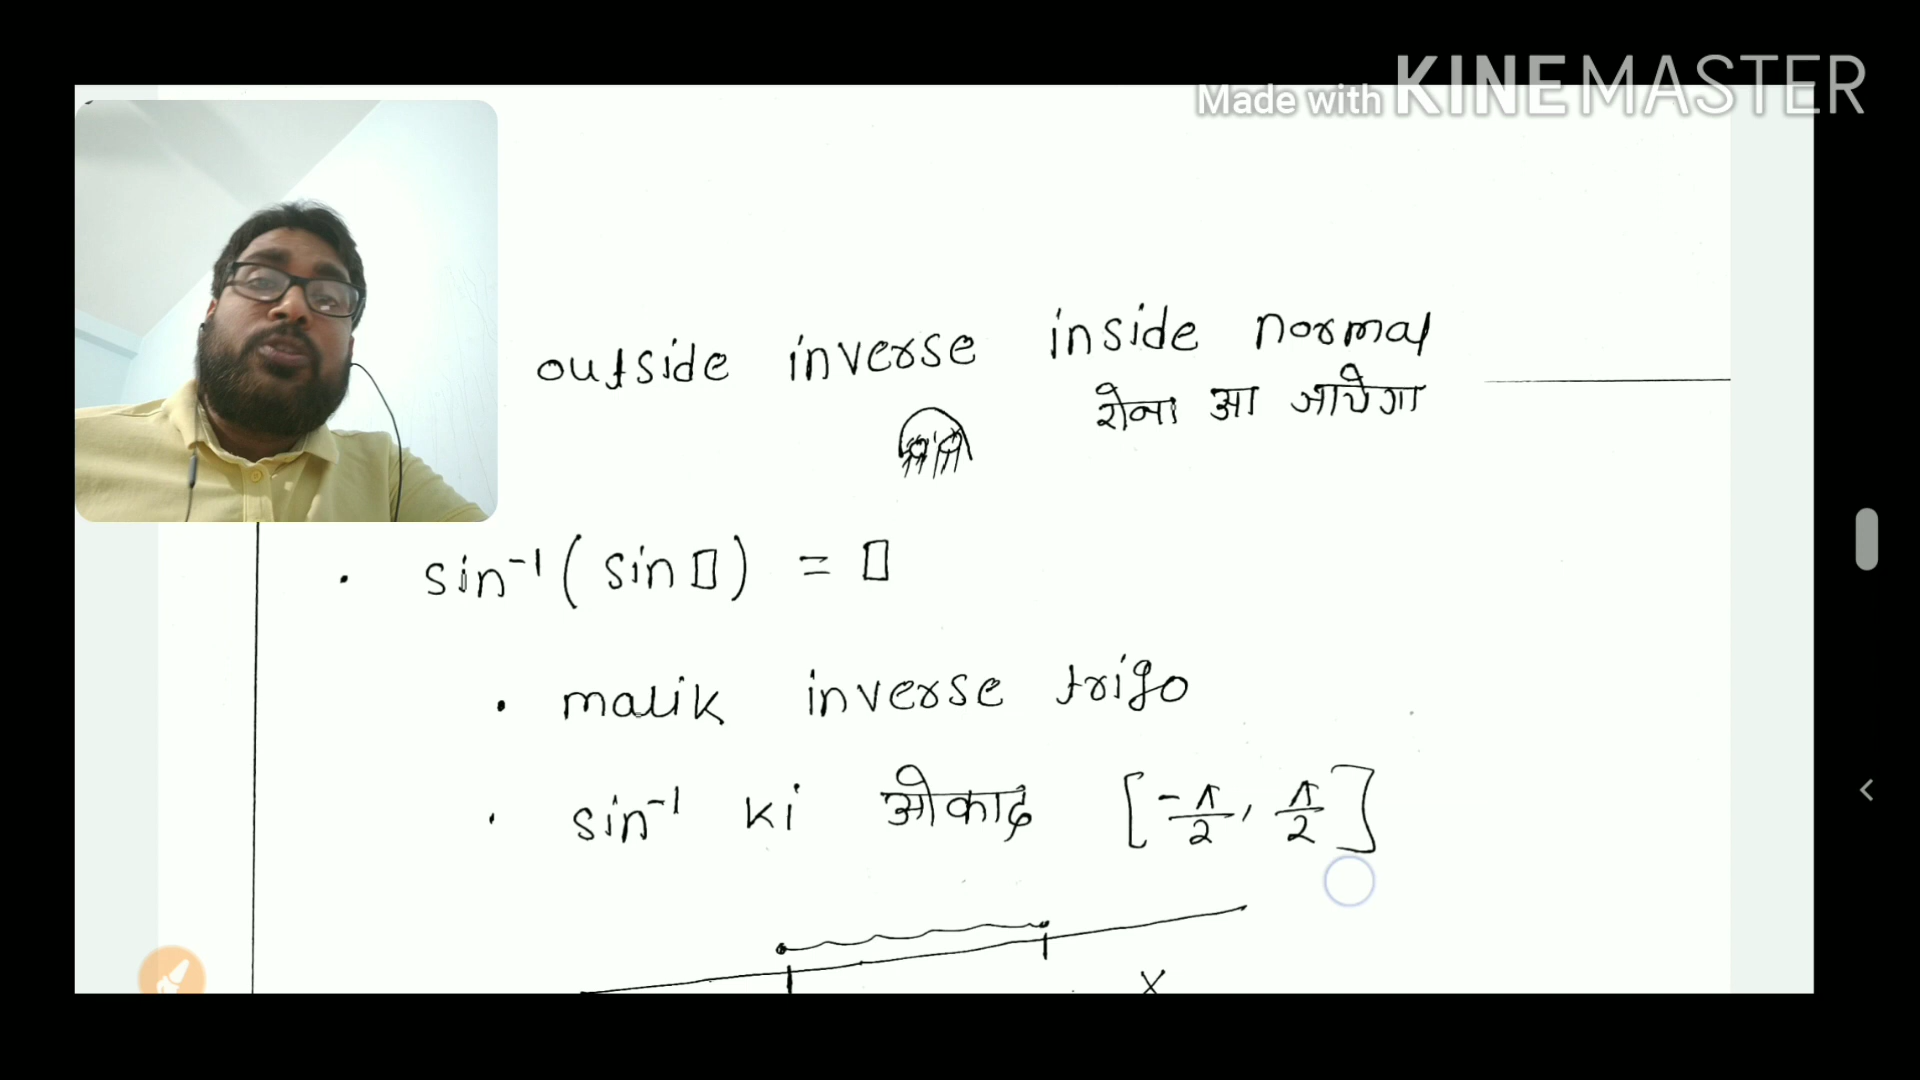 Made with KINEMASTER
outside inverse inside normal
रोना आ जायेगा
• sin⁻¹( sin▯) = ▯
• malik inverse trigo
• sin⁻¹ ki औकाद [-π/2, π/2]
X